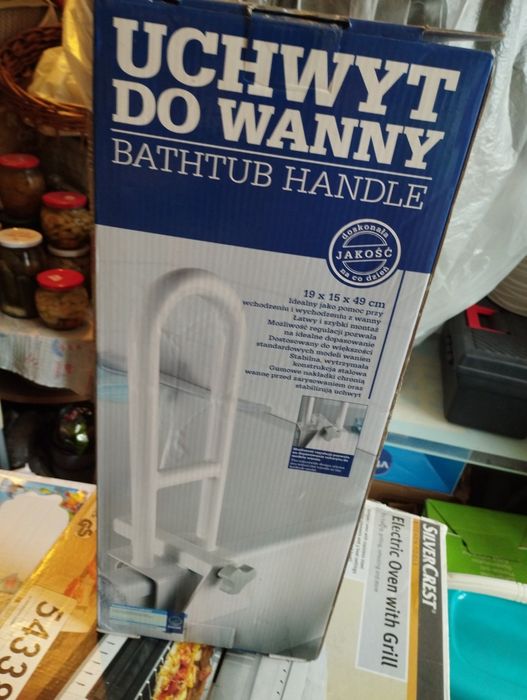 UCHWYT
DO WANNY
BATHTUB HANDLE
doskonała
JAKOŚĆ
na co dzień
19 x 15 x 49 cm
Idealny jako pomoc przy
wchodzeniu i wychodzeniu z wanny
Łatwy i szybki montaż
Możliwość regulacji pozwala
na idealne dopasowanie
Dostosowany do większości
standardowych modeli wanien
Stabilna, wytrzymała
konstrukcja stalowa
Gumowe nakładki chronią
wannę przed zarysowaniem oraz
stabilizują uchwyt
SILVERCREST
Electric Oven with Grill
54339
GS